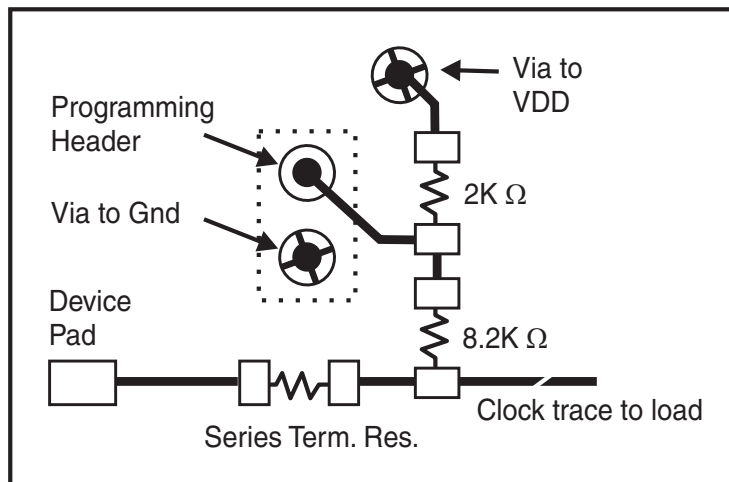 Via to
VDD
Programming
Header
2K Ω
Via to Gnd
Device
Pad
8.2K Ω
Clock trace to load
Series Term. Res.